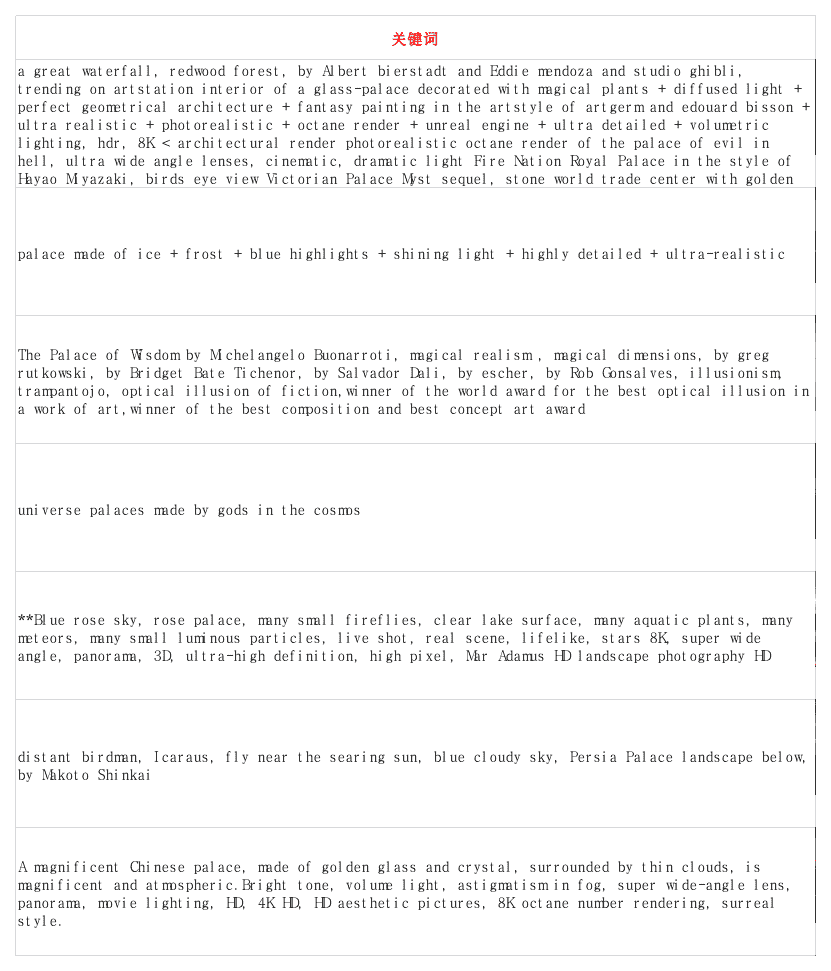 关键词
a great waterfall, redwood forest, by Albert bierstadt and Eddie mendoza and studio ghibli,
trending on artstation interior of a glass-palace decorated with magical plants + diffused light +
perfect geometrical architecture + fantasy painting in the artstyle of artgerm and edouard bisson +
ultra realistic + photorealistic + octane render + unreal engine + ultra detailed + volumetric
lighting, hdr, 8K < architectural render photorealistic octane render of the palace of evil in
hell, ultra wide angle lenses, cinematic, dramatic light Fire Nation Royal Palace in the style of
Hayao Miyazaki, birds eye view Victorian Palace Myst sequel, stone world trade center with golden
palace made of ice + frost + blue highlights + shining light + highly detailed + ultra-realistic
The Palace of Wisdom by Michelangelo Buonarroti, magical realism , magical dimensions, by greg
rutkowski, by Bridget Bate Tichenor, by Salvador Dali, by escher, by Rob Gonsalves, illusionism,
trampantojo, optical illusion of fiction,winner of the world award for the best optical illusion in
a work of art,winner of the best composition and best concept art award
universe palaces made by gods in the cosmos
**Blue rose sky, rose palace, many small fireflies, clear lake surface, many aquatic plants, many
meteors, many small luminous particles, live shot, real scene, lifelike, stars 8K, super wide
angle, panorama, 3D, ultra-high definition, high pixel, Mar Adamus HD landscape photography HD
distant birdman, Icaraus, fly near the searing sun, blue cloudy sky, Persia Palace landscape below,
by Makoto Shinkai
A magnificent Chinese palace, made of golden glass and crystal, surrounded by thin clouds, is
magnificent and atmospheric.Bright tone, volume light, astigmatism in fog, super wide-angle lens,
panorama, movie lighting, HD, 4K HD, HD aesthetic pictures, 8K octane number rendering, surreal
style.